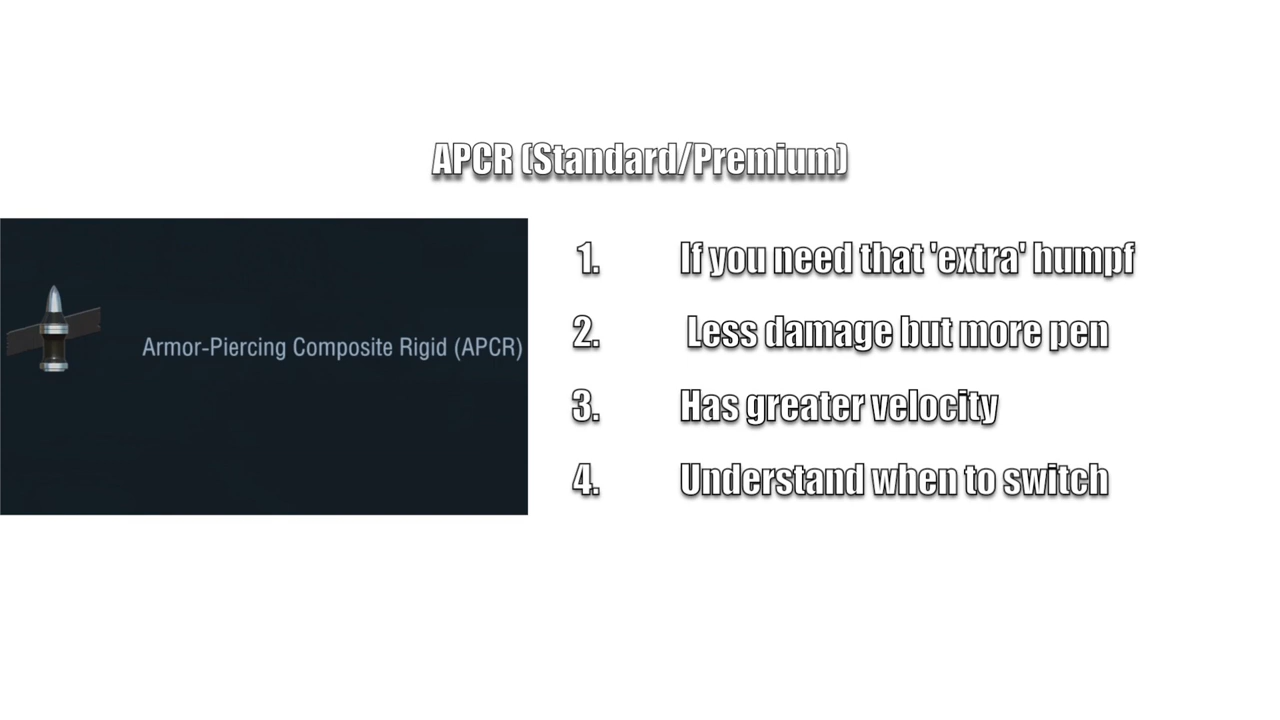 APCR (Standard/Premium)
Armor-Piercing Composite Rigid (APCR)
1. If you need that 'extra' humpf
2. Less damage but more pen
3. Has greater velocity
4. Understand when to switch